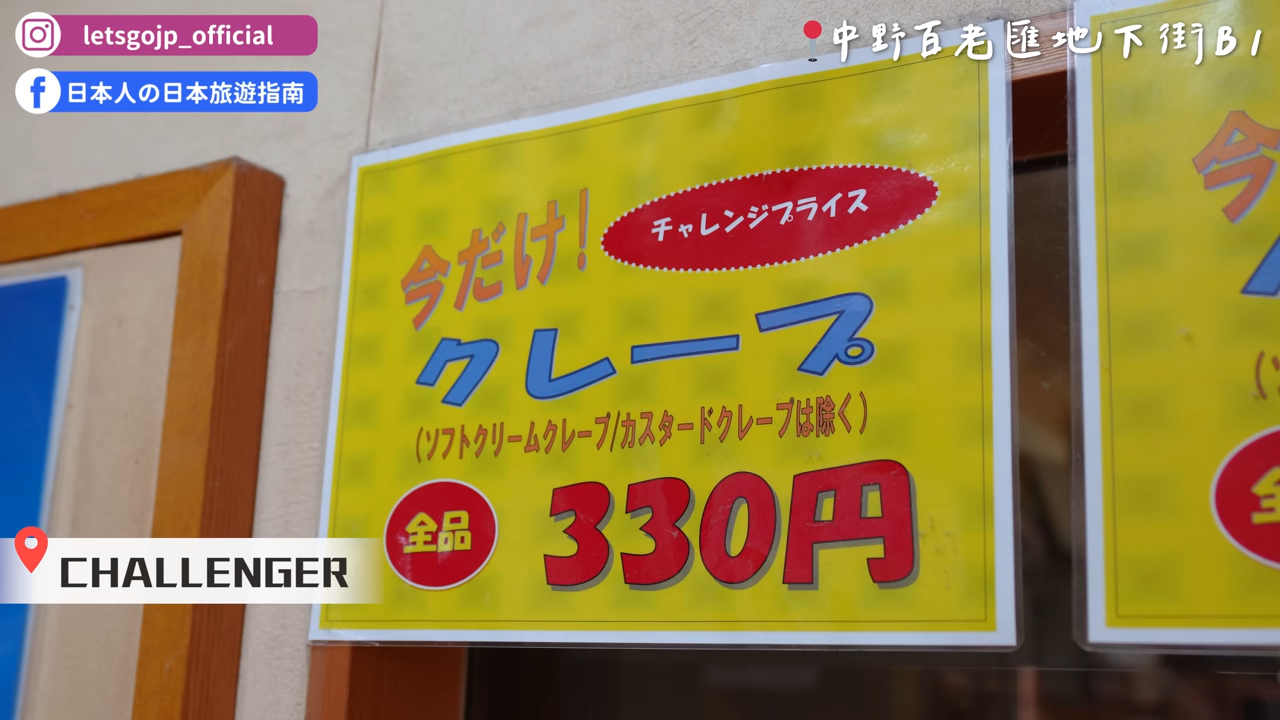 letsgojp_official
日本人の日本旅遊指南
中野百老匯地下街B1
今だけ!
チャレンジプライス
クレープ
(ソフトクリームクレープ/カスタードクレープは除く)
全品
330円
CHALLENGER
今
全